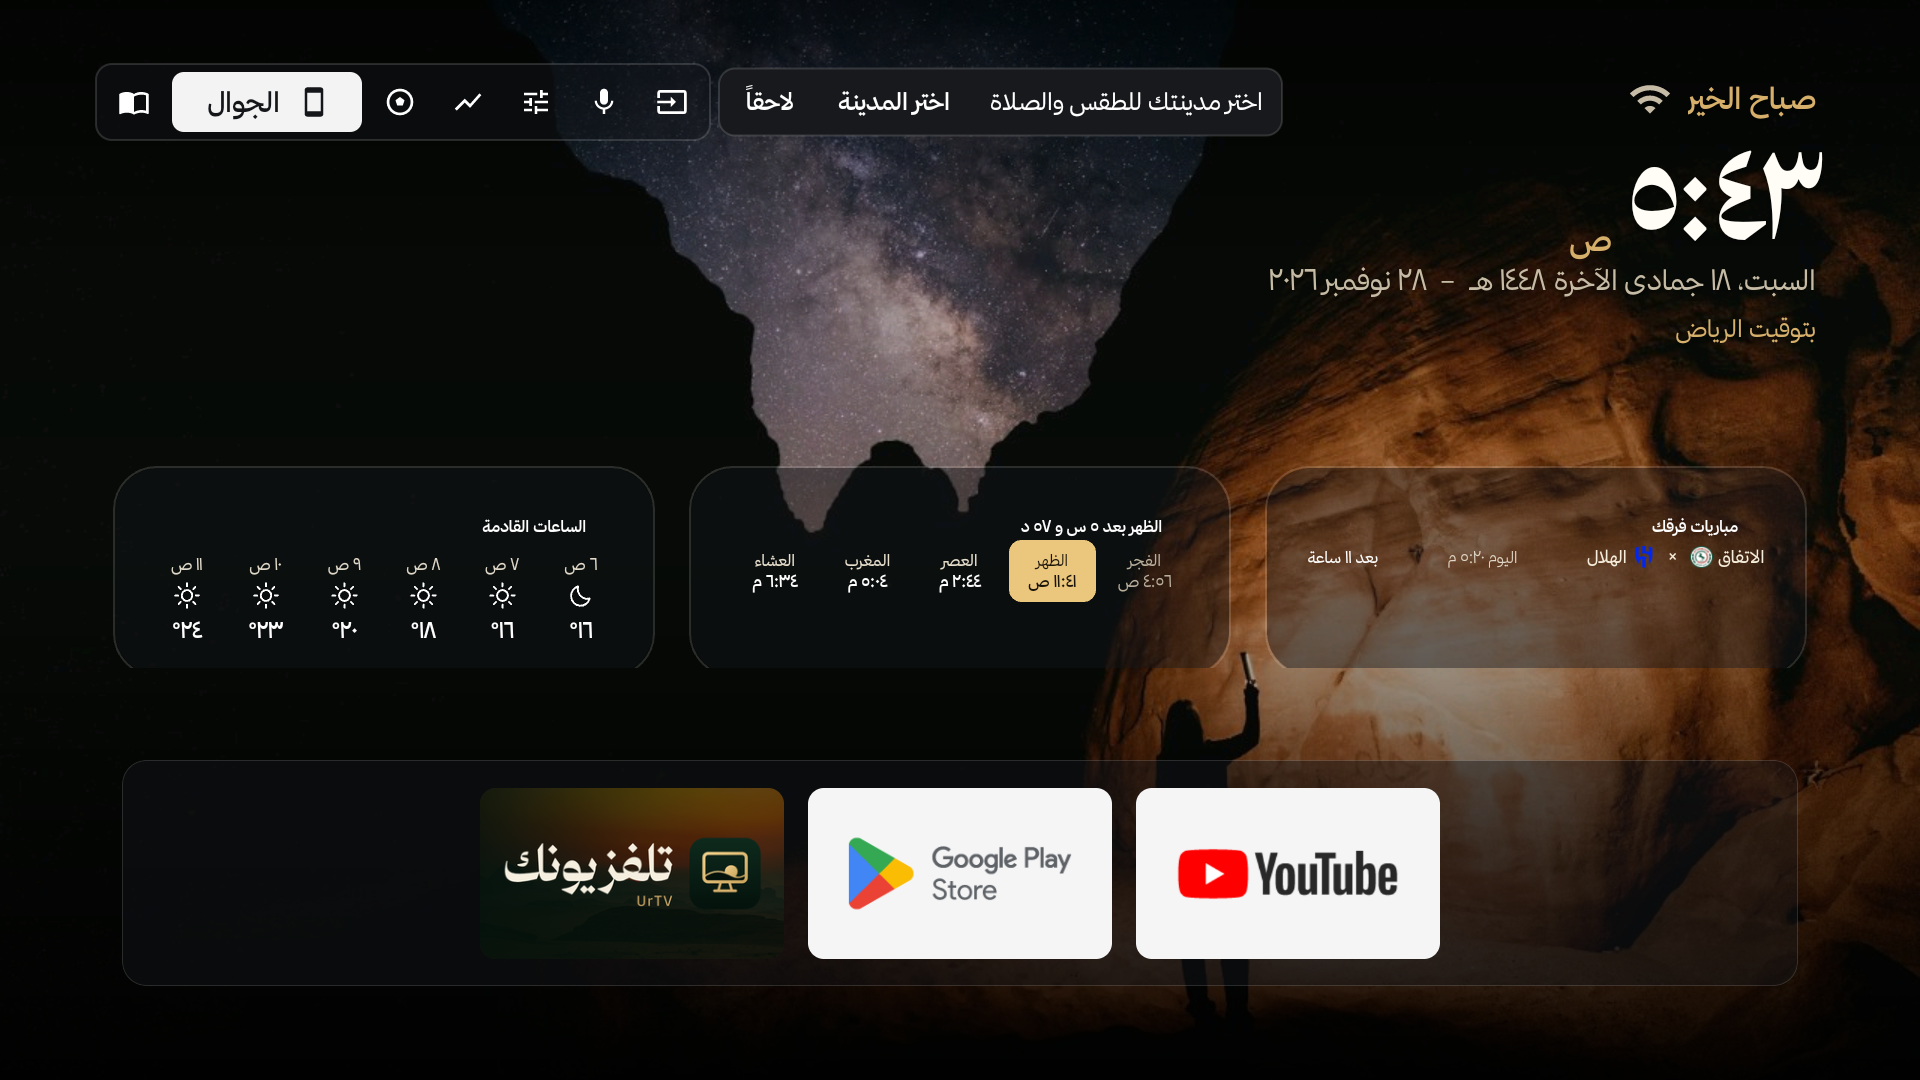 صباح الخير
٥:٤٣ ص
السبت، ١٨ جمادى الآخرة ١٤٤٨ هـ – ٢٨ نوفمبر ٢٠٢٦
بتوقيت الرياض
اختر مدينتك للطقس والصلاة اختر المدينة لاحقاً
الجوال
مباريات فرقك
الاتفاق × الهلال اليوم ٥:٢٠ م بعد ١١ ساعة
الظهر بعد ٥ س و ٥٧ د
الفجر الظهر العصر المغرب العشاء
٤:٥٦ ص ١١:٤١ ص ٢:٤٤ م ٥:٠٤ م ٦:٣٤ م
الساعات القادمة
٦ ص ٧ ص ٨ ص ٩ ص ١٠ ص ١١ ص
١٦° ١٦° ١٨° ٢٠° ٢٣° ٢٤°
YouTube
Google Play
Store
تلفزيونك
UrTV